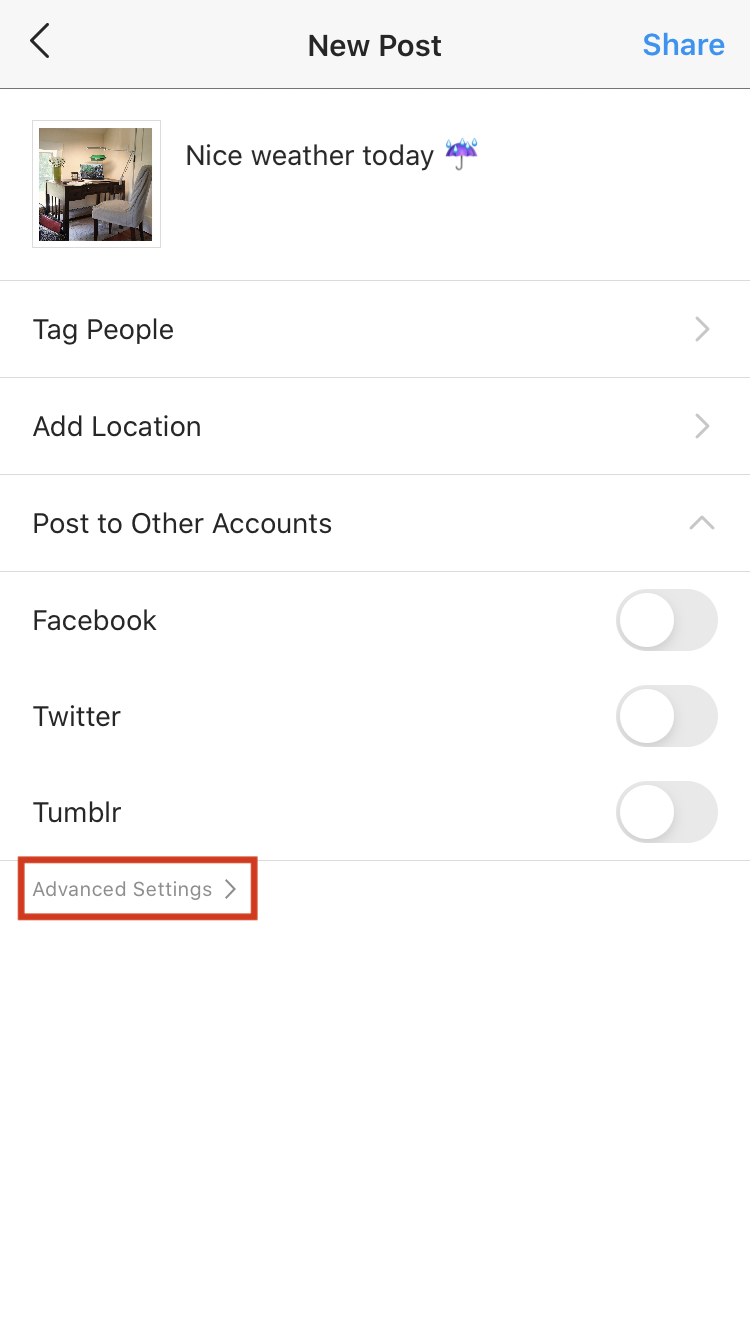 New Post
Share
Nice weather today ☔
Tag People
Add Location
Post to Other Accounts
Facebook
Twitter
Tumblr
Advanced Settings